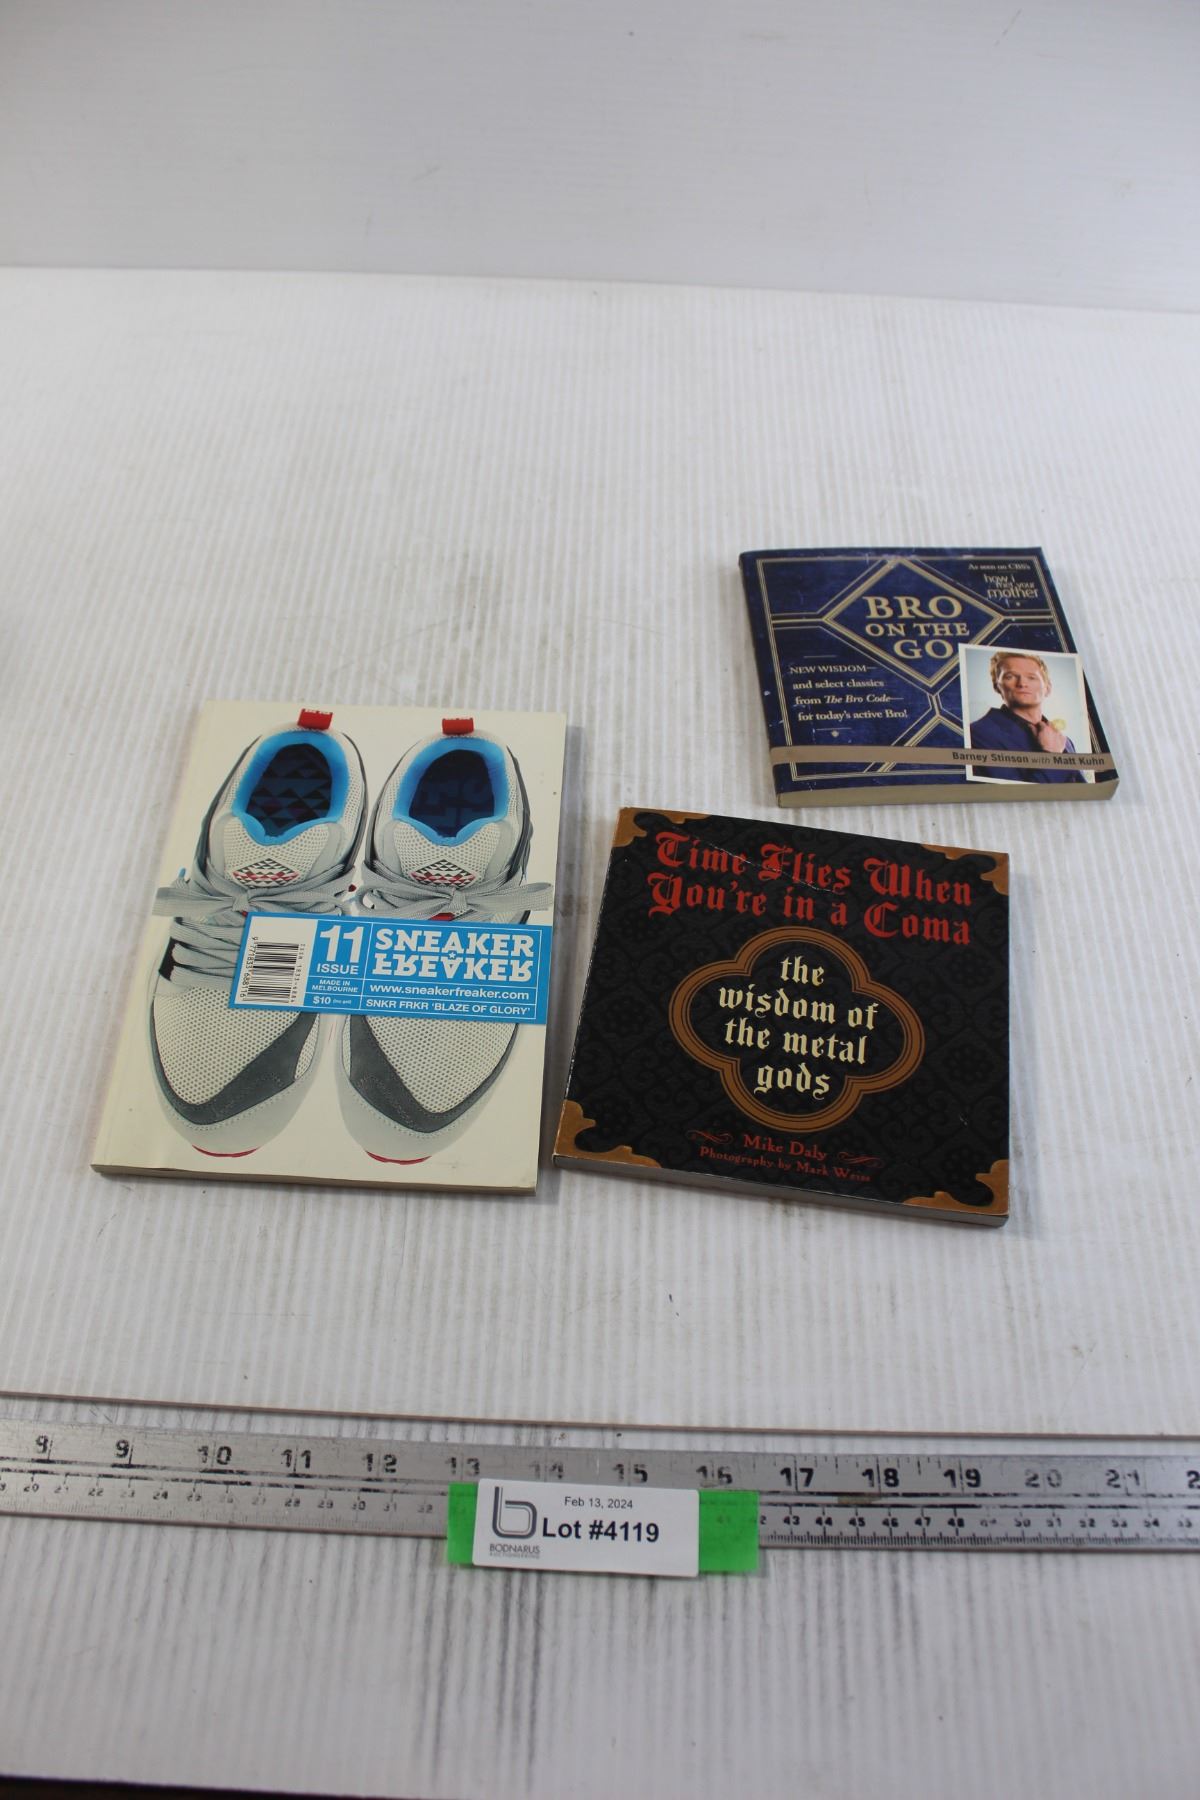 As seen on CBS's
how i
met your
mother
BRO
ON THE
GO
NEW WISDOM—
and select classics
from The Bro Code—
for today's active Bro!
Barney Stinson with Matt Kuhn
11
ISSUE
MADE IN
MELBOURNE
$10
SNEAKER
FREAKER
www.sneakerfreaker.com
SNKR FRKR 'BLAZE OF GLORY'
Time Flies When
You're in a Coma
the
wisdom of
the metal
gods
Mike Daly
Photography by Mark Weiss
9 10 11 12 13 14 15 16 17 18 19 20 21
Feb 13, 2024
Lot #4119
BODNARUS
AUCTIONEERING